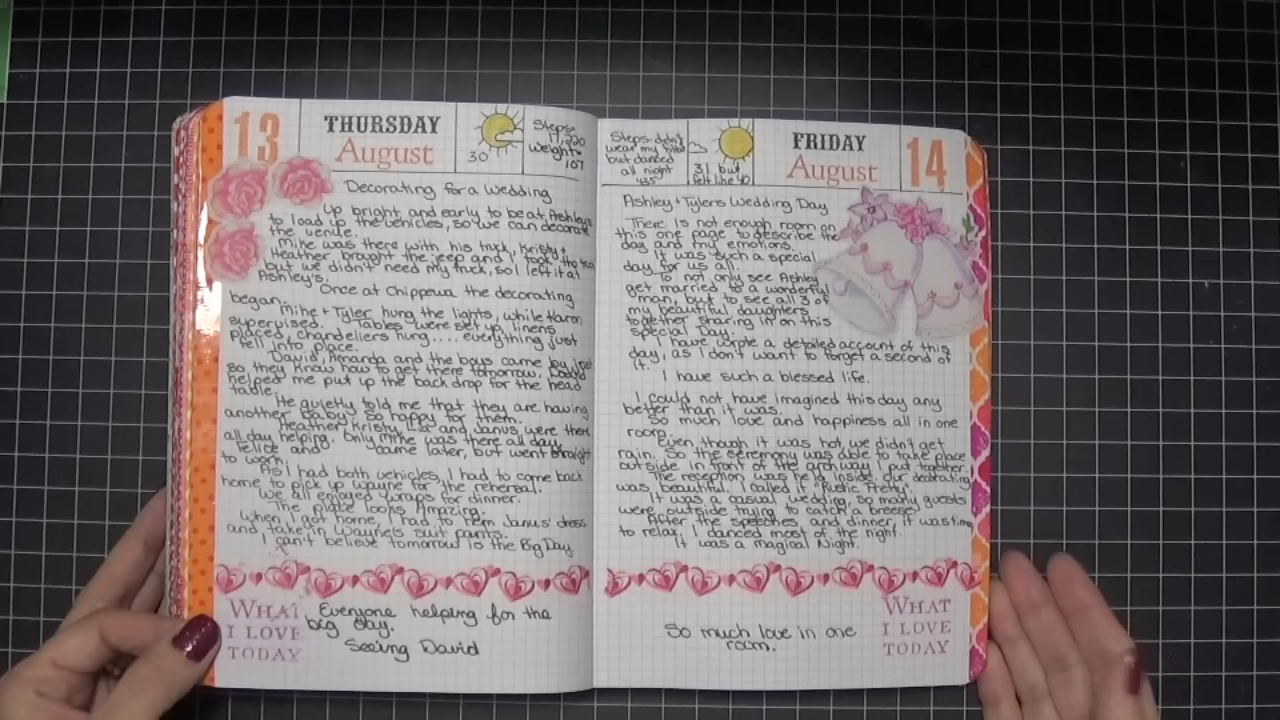 13
THURSDAY
August
30
Steps-
17,220
weight-
107
Decorating for a Wedding
Up bright and early to be at Ashleys
to load up the vehicles, so we can decorate
the venue.
Mike was there with his truck, Kristy +
Heather brought the jeep and I took the
but we didn't need my truck, so I left it at
Ashley's.
Once at Chippewa the decorating
began.
Mike + Tyler hung the lights, while
supervised. Tables were set up, linens
placed, chandeliers hung.... everything just
fell into place.
David, Amanda and the boys came by just
so they know how to get there tomorrow.
helped me put up the back drop for the head
table.
He quietly told me that they are having
another baby! So happy for them.
Heather, Kristy, and Janus were there
all day helping. Only Mike was there all day,
and came later, but went straight
to work.
As I had both vehicles, I had to come back
home to pick up Wayne for the rehersal.
We all enjoyed wraps for dinner.
The place looks Amazing.
When I got home, I had to hem Janus' dress
and take in Wayne's suit pants.
I can't believe tomorrow is the Big Day
WHAT
I LOVE
TODAY
Everyone helping for the
big day.
Seeing David
Steps-didn't
wear my fitbit
but danced
all night
31 but
felt like 40
FRIDAY
August
14
Ashley + Tylers Wedding Day
There is not enough room on
this one page to describe the
day and my emotions.
It was such a special
day for us all.
To not only see Ashley
get married to a wonderful
man, but to see all 3 of
my beautiful daughters
together sharing in on this
special Day.
I have wrote a detailed account of this
day, as I don't want to forget a second of
it.
I have such a blessed life.
I could not have imagined this day any
better than it was.
So much love and happiness all in one
room.
Even though it was hot, we didn't get
rain. So the ceremony was able to take place
outside in front of the archway I put together.
The reception was held inside, our decorating
was beautiful. I called it "Rustic Pretty".
It was a casual wedding, so many guests
were outside trying to catch a breeze.
After the speeches and dinner, it was time
to relax, I danced most of the night.
It was a magical Night.
So much love in one
room.
WHAT
I LOVE
TODAY